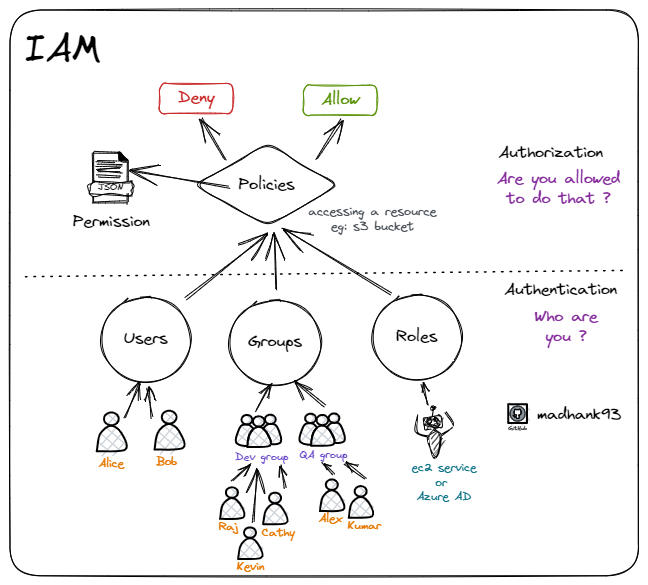 IAM
Deny
Allow
JSON
Permission
Policies
accessing a resource
eg: s3 bucket
Authorization
Are you allowed
to do that ?
Authentication
Who are
you ?
Users
Groups
Roles
Alice
Bob
Dev group
QA group
Raj
Cathy
Kevin
Alex
Kumar
ec2 service
or
Azure AD
GitHub
madhank93